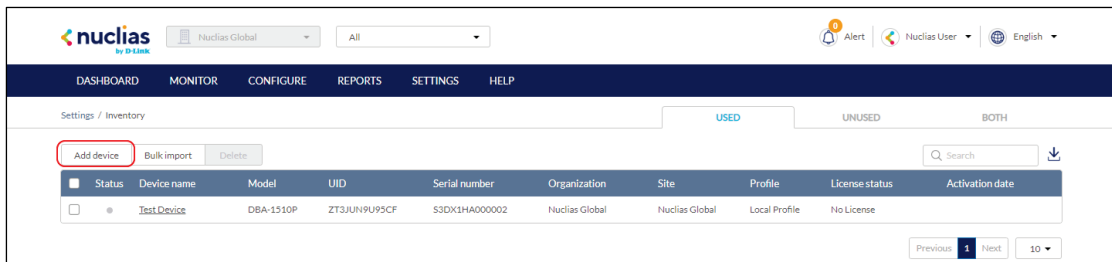 nuclias
by D-Link
Nuclias Global
All
0
Alert
Nuclias User
English
DASHBOARD MONITOR CONFIGURE REPORTS SETTINGS HELP
Settings / Inventory
USED UNUSED BOTH
Add device Bulk import Delete
Search
Status Device name Model UID Serial number Organization Site Profile License status Activation date
Test Device DBA-1510P ZT3JUN9U95CF S3DX1HA000002 Nuclias Global Nuclias Global Local Profile No License
Previous 1 Next 10